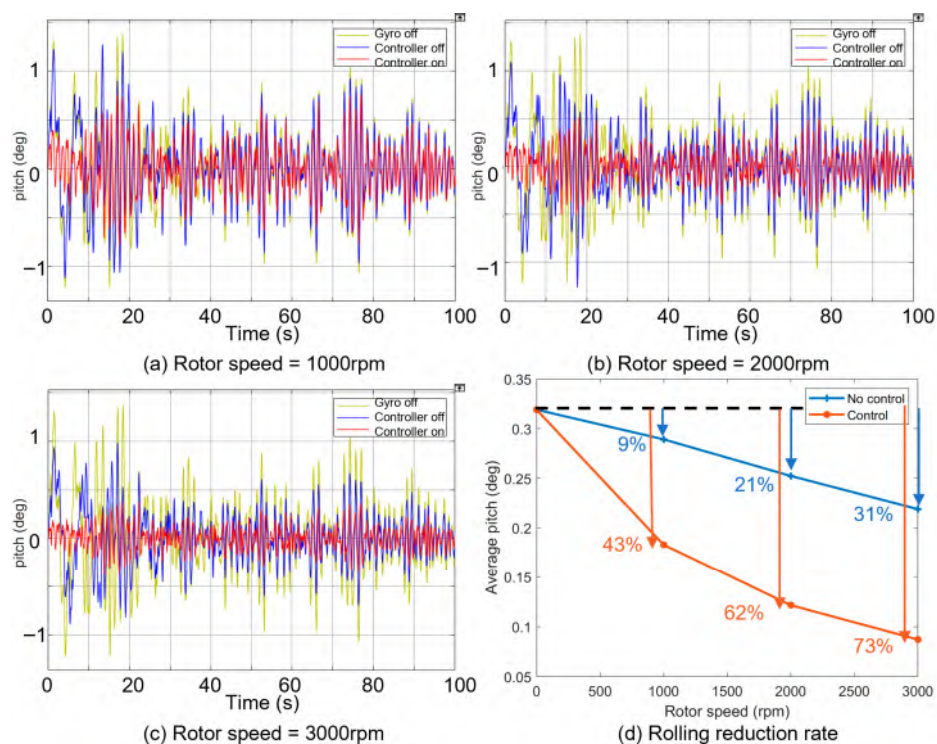 Gyro off
Controller off
Controller on
1
0
−1
pitch (deg)
0 20 40 60 80 100
Time (s)
(a) Rotor speed = 1000rpm
Gyro off
Controller off
Controller on
1
0
−1
pitch (deg)
0 20 40 60 80 100
Time (s)
(b) Rotor speed = 2000rpm
Gyro off
Controller off
Controller on
1
0
−1
pitch (deg)
0 20 40 60 80 100
Time (s)
(c) Rotor speed = 3000rpm
No control
Control
0.35
0.3
0.25
0.2
0.15
0.1
0.05
Average pitch (deg)
9%
21%
31%
43%
62%
73%
0 500 1000 1500 2000 2500 3000
Rotor speed (rpm)
(d) Rolling reduction rate